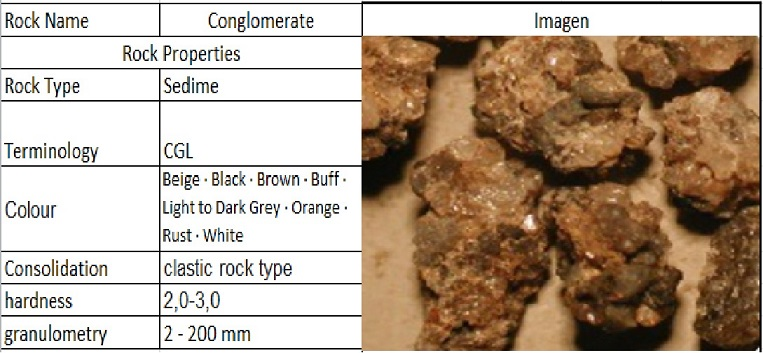 Rock Name Conglomerate Imagen
Rock Properties
Rock Type Sedime
Terminology CGL
Colour Beige · Black · Brown · Buff ·
Light to Dark Grey · Orange ·
Rust · White
Consolidation clastic rock type
hardness 2,0-3,0
granulometry 2 - 200 mm